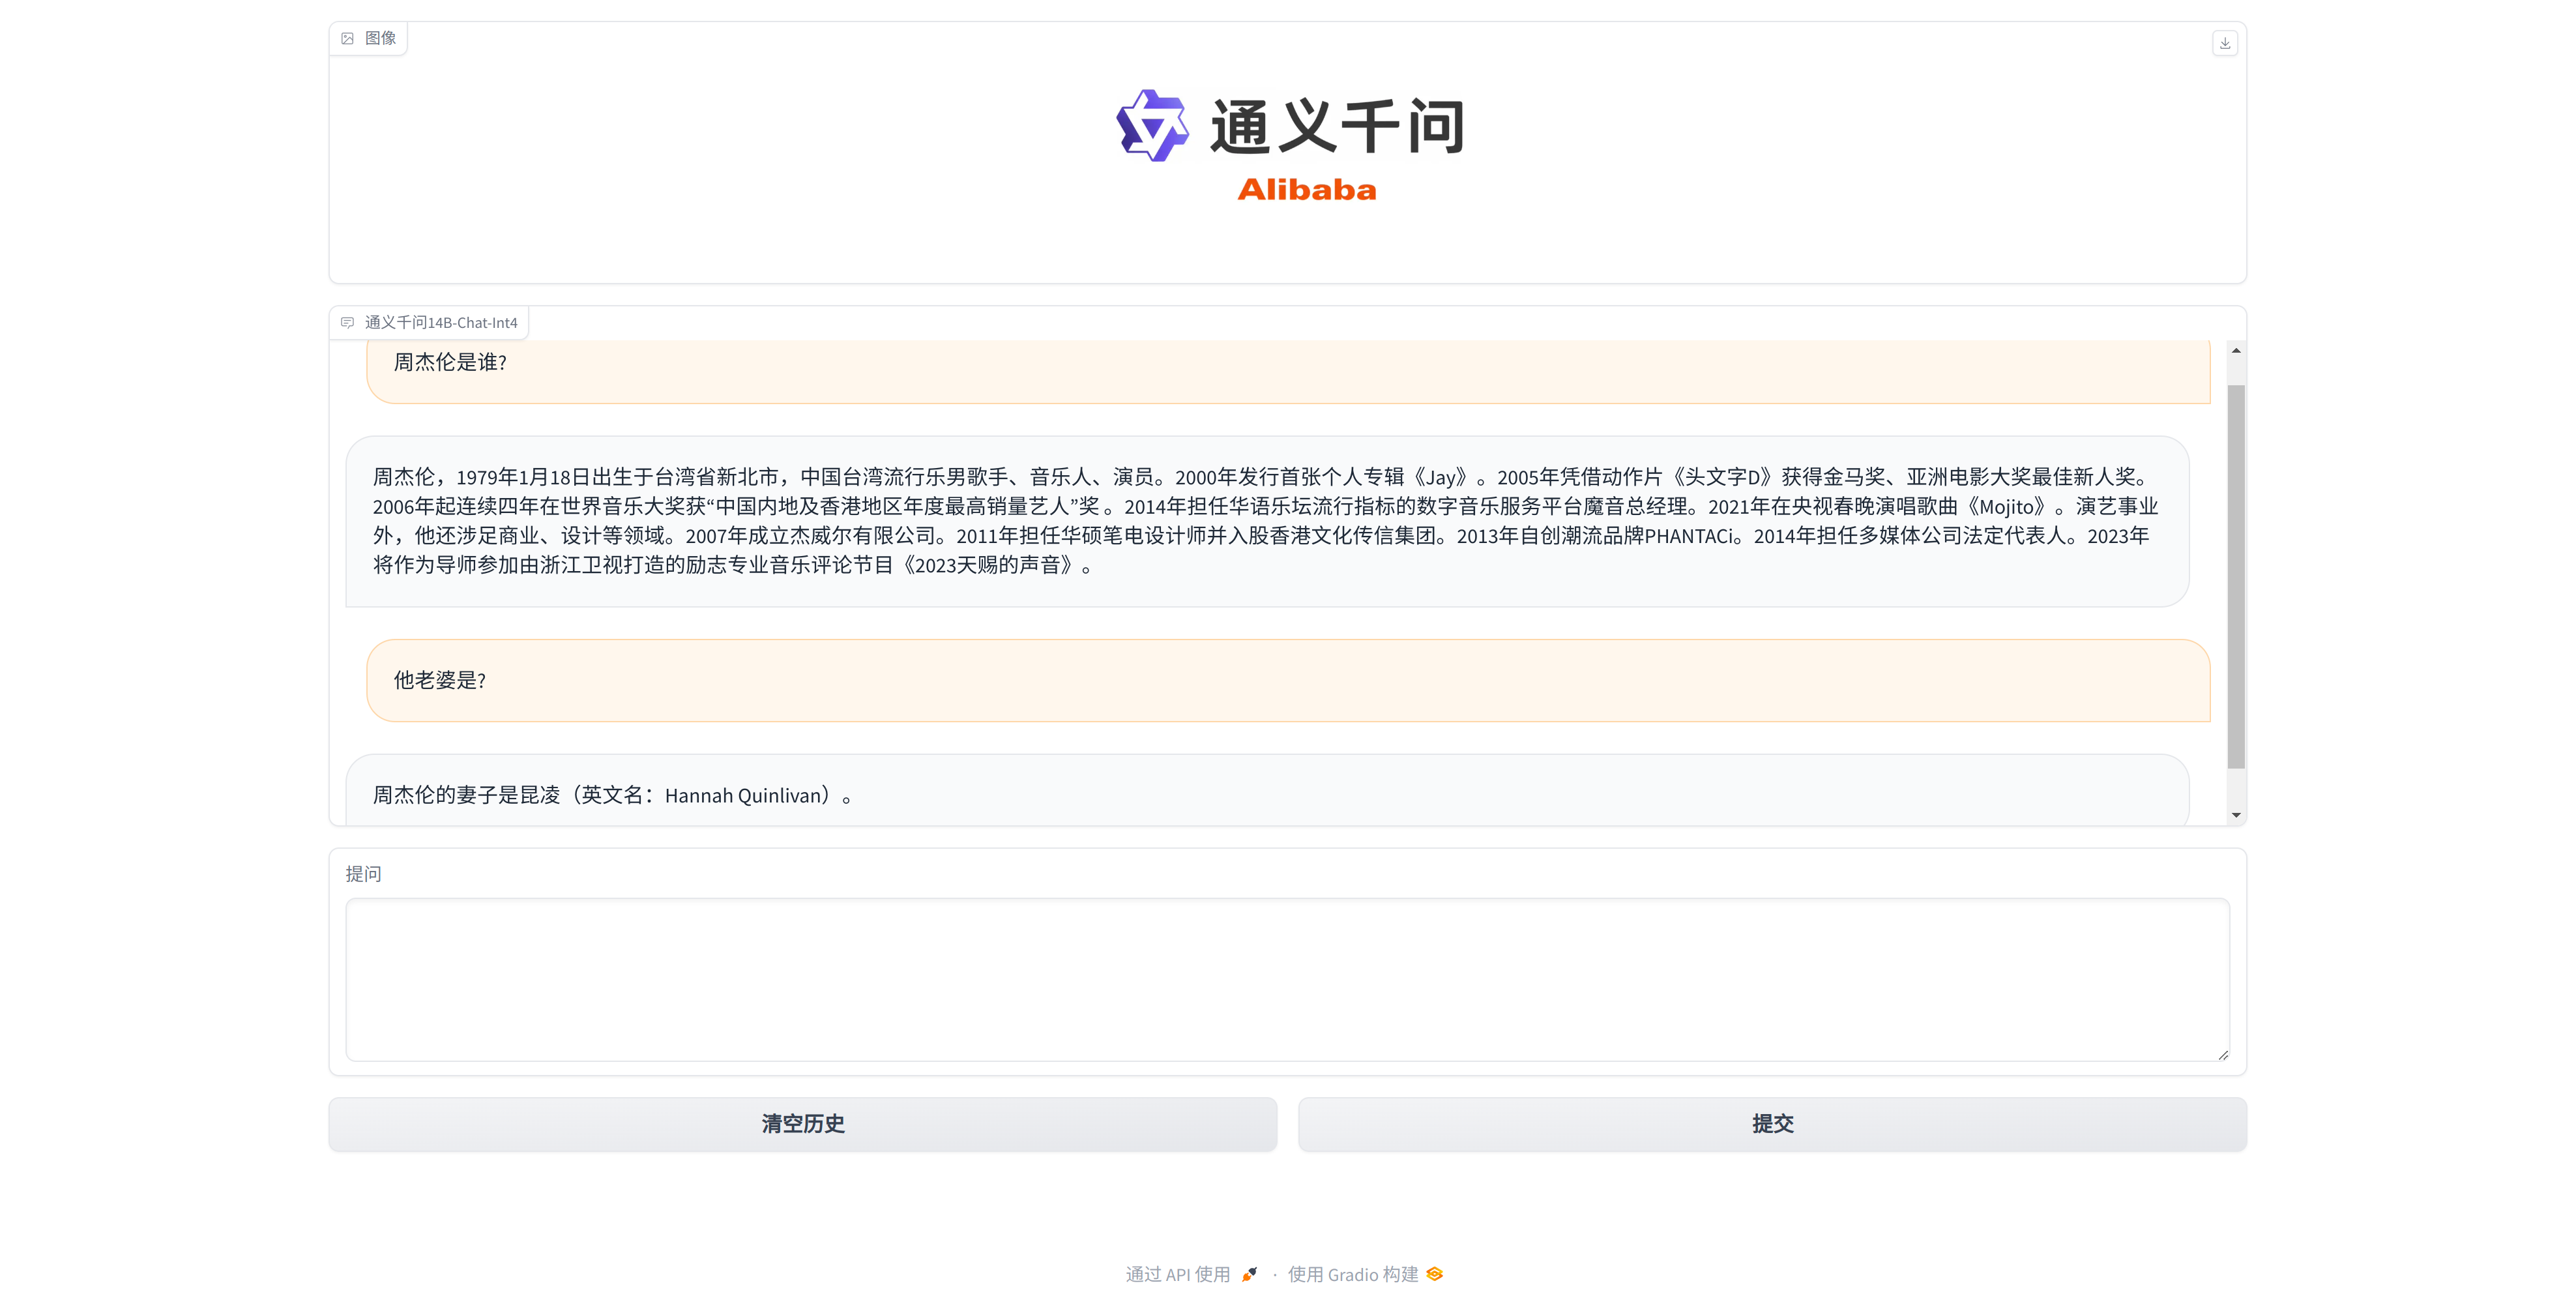 图像
通义千问
Alibaba
通义千问14B-Chat-Int4
周杰伦是谁?
周杰伦，1979年1月18日出生于台湾省新北市，中国台湾流行乐男歌手、音乐人、演员。2000年发行首张个人专辑《Jay》。2005年凭借动作片《头文字D》获得金马奖、亚洲电影大奖最佳新人奖。
2006年起连续四年在世界音乐大奖获“中国内地及香港地区年度最高销量艺人”奖 。2014年担任华语乐坛流行指标的数字音乐服务平台魔音总经理。2021年在央视春晚演唱歌曲《Mojito》。演艺事业
外，他还涉足商业、设计等领域。2007年成立杰威尔有限公司。2011年担任华硕笔电设计师并入股香港文化传信集团。2013年自创潮流品牌PHANTACi。2014年担任多媒体公司法定代表人。2023年
将作为导师参加由浙江卫视打造的励志专业音乐评论节目《2023天赐的声音》。
他老婆是?
周杰伦的妻子是昆凌（英文名：Hannah Quinlivan）。
提问
清空历史
提交
通过 API 使用 · 使用 Gradio 构建